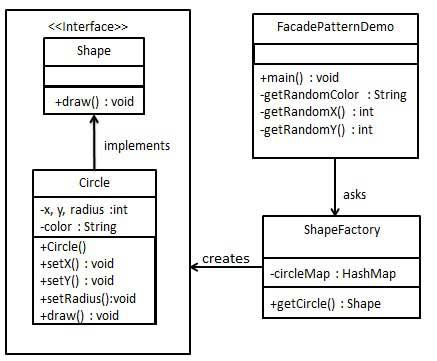 <<Interface>>
Shape
+draw() : void
implements
Circle
-x, y, radius :int
-color : String
+Circle()
+setX() : void
+setY() : void
+setRadius():void
+draw() : void
FacadePatternDemo
+main() : void
-getRandomColor : String
-getRandomX() : int
-getRandomY() : int
asks
ShapeFactory
-circleMap : HashMap
+getCircle() : Shape
creates